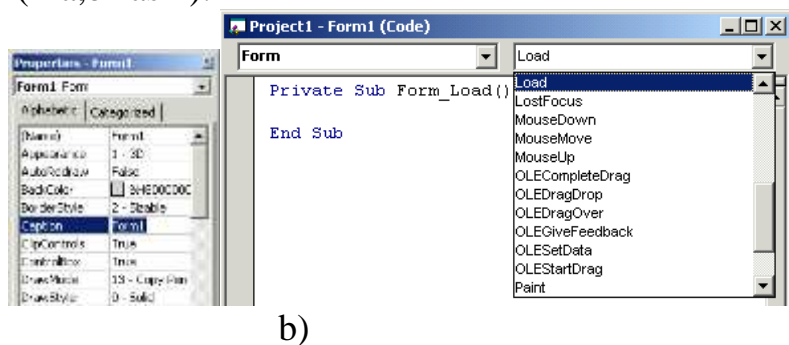 Project1 - Form1 (Code)
Form
Load
Private Sub Form_Load()
End Sub
Load
LostFocus
MouseDown
MouseMove
MouseUp
OLECompleteDrag
OLEDragDrop
OLEDragOver
OLEGiveFeedback
OLESetData
OLEStartDrag
Paint
Properties - Form1
Form1 Form
Alphabetic Categorized
(Name) Form1
Appearance 1 - 3D
AutoRedraw False
BackColor
BorderStyle 2 - Sizable
Caption Form1
ClipControls True
ControlBox True
DrawMode 13 - Copy Pen
DrawStyle 0 - Solid
b)